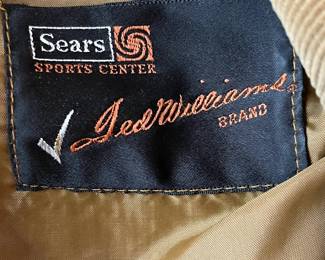 Sears
SPORTS CENTER
Ted Williams
BRAND